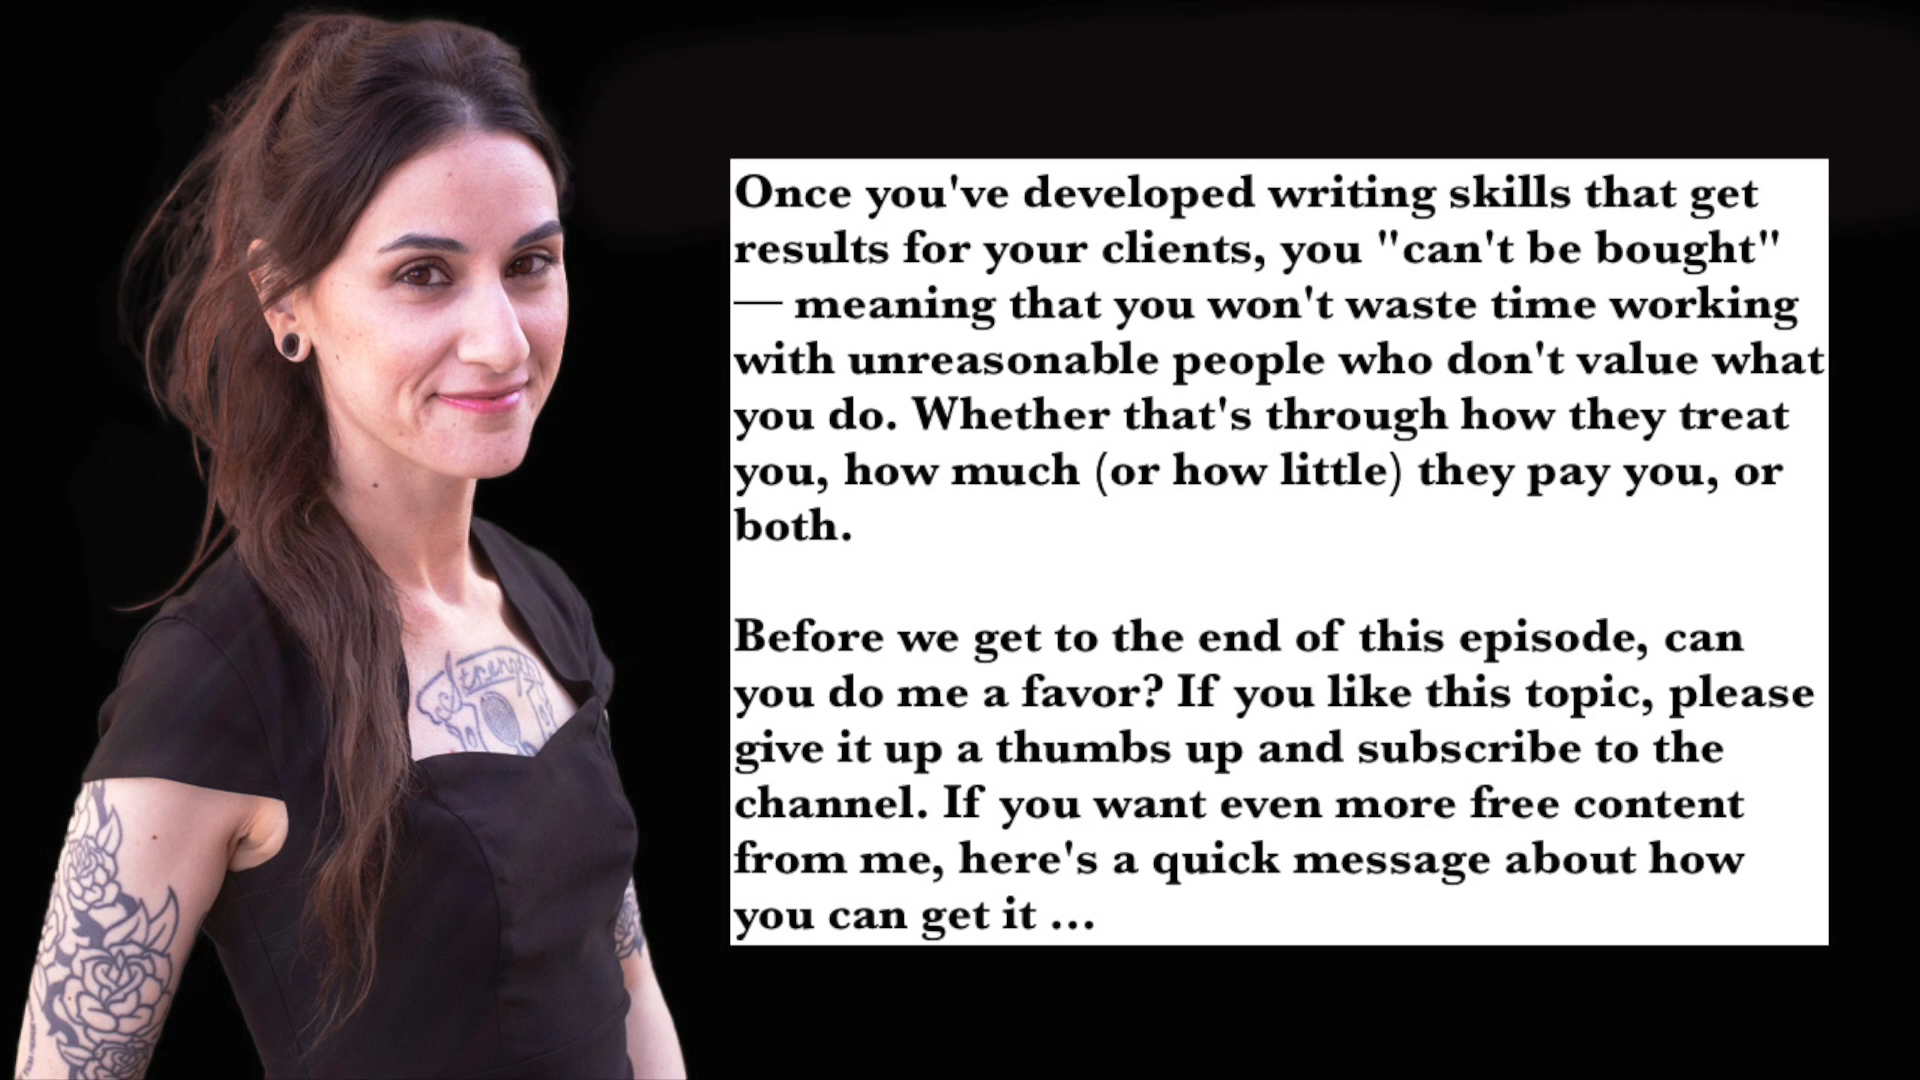 Once you've developed writing skills that get
results for your clients, you "can't be bought"
— meaning that you won't waste time working
with unreasonable people who don't value what
you do. Whether that's through how they treat
you, how much (or how little) they pay you, or
both.
Before we get to the end of this episode, can
you do me a favor? If you like this topic, please
give it up a thumbs up and subscribe to the
channel. If you want even more free content
from me, here's a quick message about how
you can get it ...
Strength